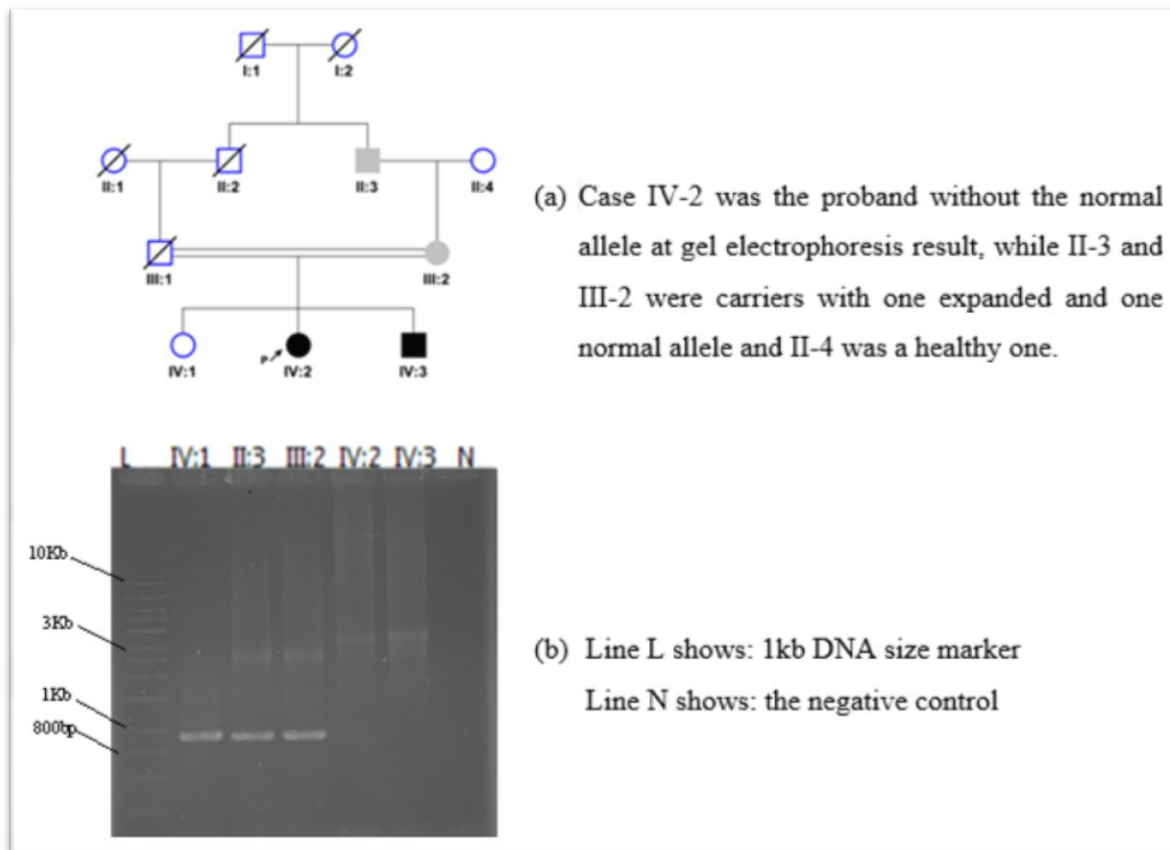 I:1 I:2
II:1 II:2 II:3 II:4
III:1 III:2
P IV:1 IV:2 IV:3
(a) Case IV-2 was the proband without the normal
allele at gel electrophoresis result, while II-3 and
III-2 were carriers with one expanded and one
normal allele and II-4 was a healthy one.
L IV:1 II:3 III:2 IV:2 IV:3 N
10Kb
3Kb
1Kb
800bp
(b) Line L shows: 1kb DNA size marker
Line N shows: the negative control